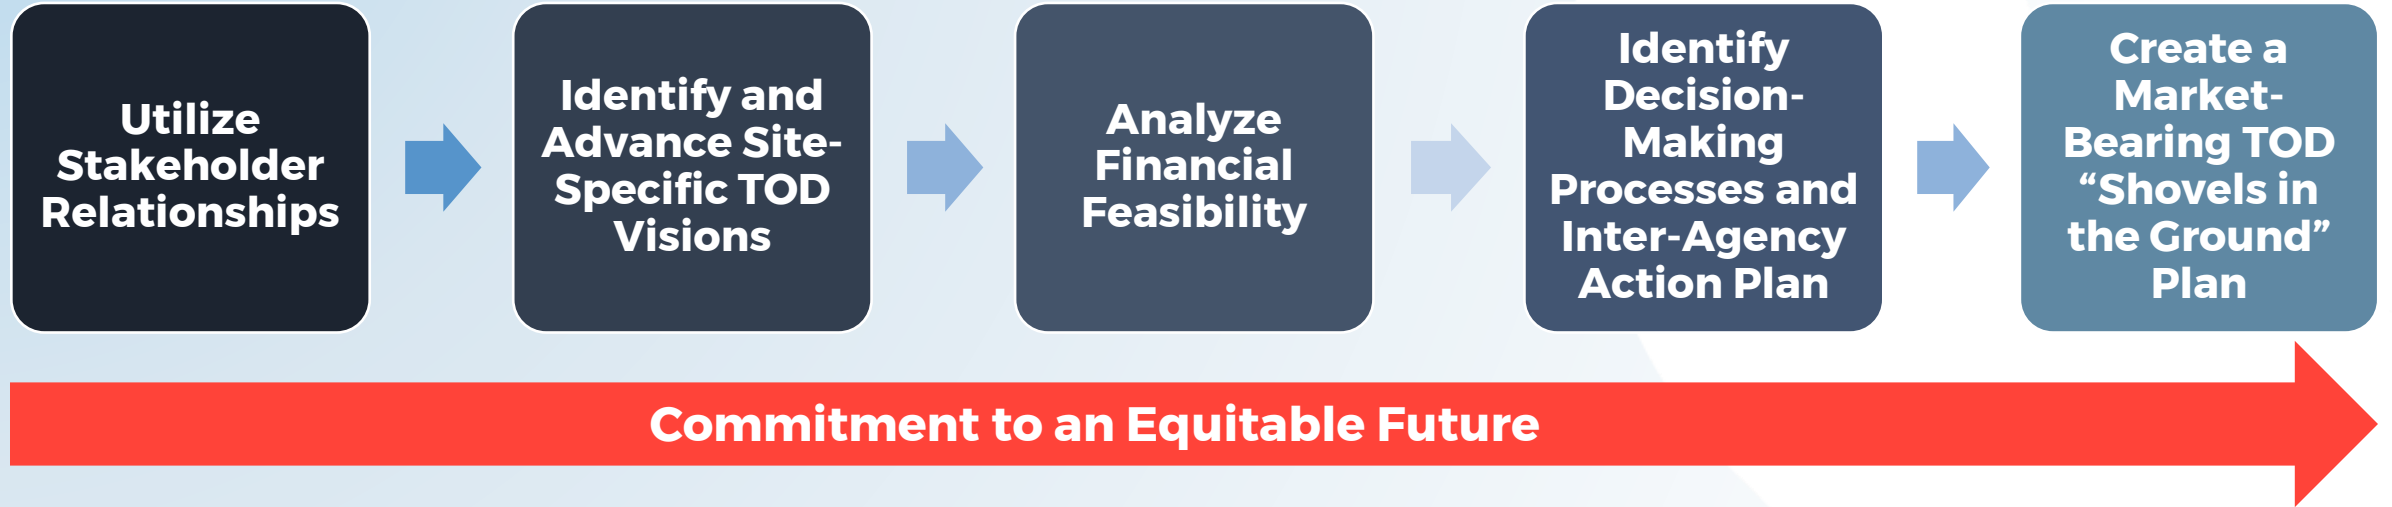 Utilize
Stakeholder
Relationships
Identify and
Advance Site-
Specific TOD
Visions
Analyze
Financial
Feasibility
Identify
Decision-
Making
Processes and
Inter-Agency
Action Plan
Create a
Market-
Bearing TOD
“Shovels in
the Ground”
Plan
Commitment to an Equitable Future